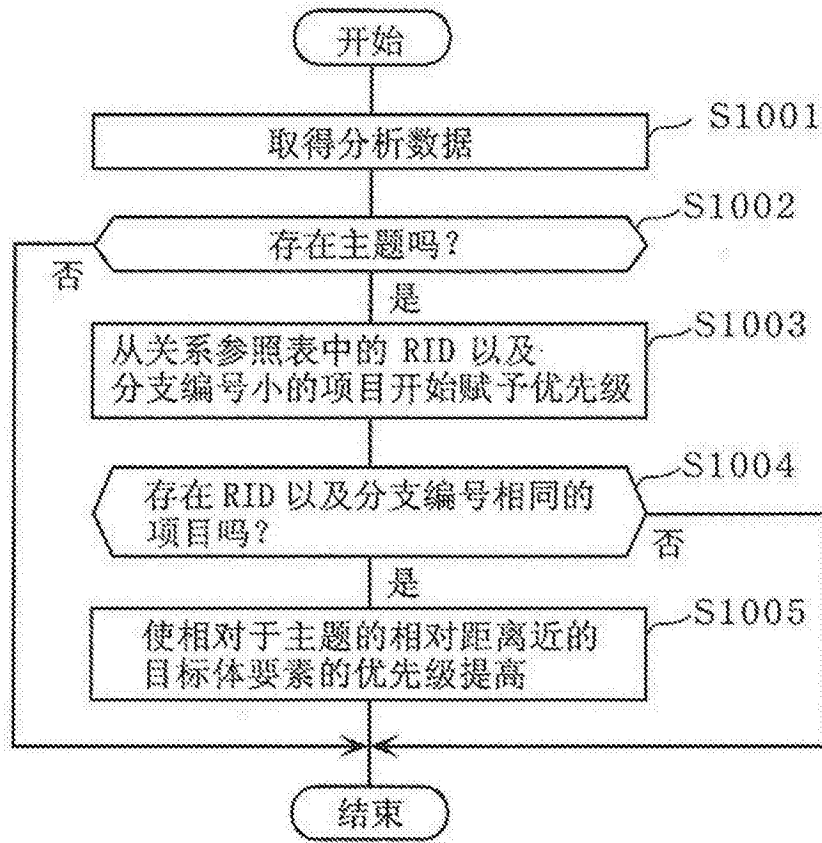 开始
S1001
取得分析数据
S1002
存在主题吗?
否
是
S1003
从关系参照表中的 RID 以及
分支编号小的项目开始赋予优先级
S1004
存在 RID 以及分支编号相同的
项目吗?
否
是
S1005
使相对于主题的相对距离近的
目标体要素的优先级提高
结束